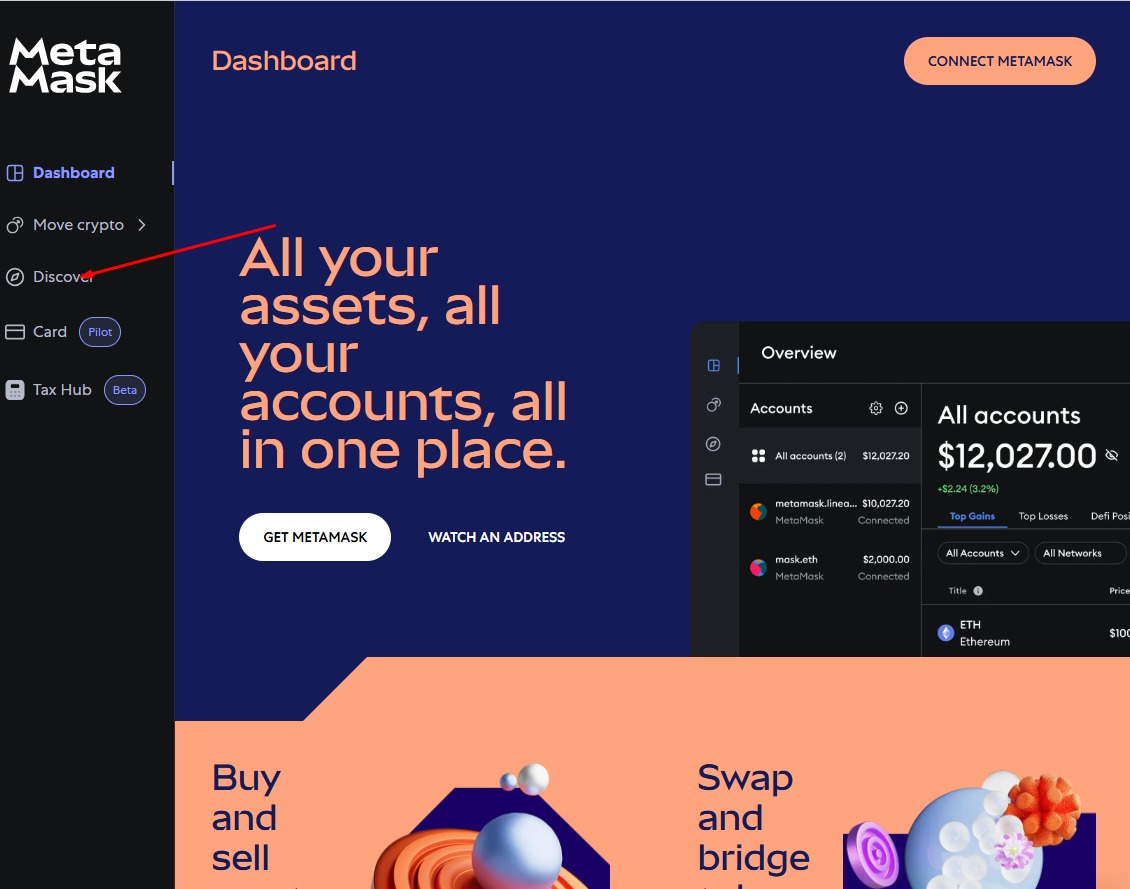 Meta
Mask
Dashboard
Move crypto
Discover
Card Pilot
Tax Hub Beta
Dashboard
CONNECT METAMASK
All your
assets, all
your
accounts, all
in one place.
GET METAMASK
WATCH AN ADDRESS
Overview
Accounts
All accounts (2) $12,027.20
metamask.linea... $10,027.20
MetaMask Connected
mask.eth $2,000.00
MetaMask Connected
All accounts
$12,027.00
+$2.24 (3.2%)
Top Gains Top Losses Defi Posi
All Accounts All Networks
Title Price
ETH
Ethereum
$100
Buy
and
sell
Swap
and
bridge